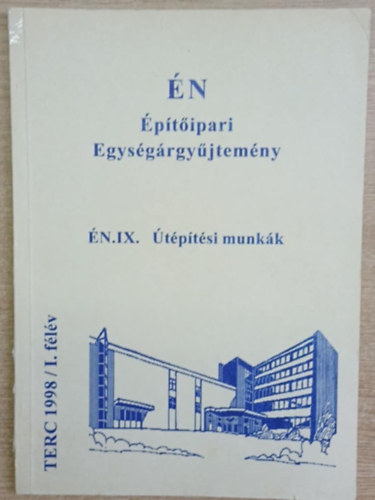 ÉN
Építőipari
Egységárgyűjtemény
ÉN.IX. Útépítési munkák
TERC 1998 / I. félév